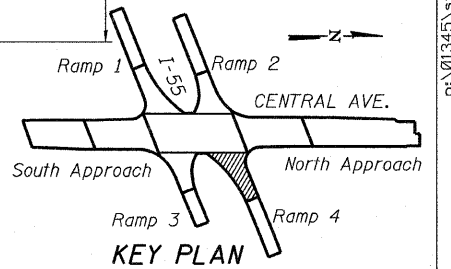 Ramp 1
I-55
Ramp 2
N
CENTRAL AVE.
South Approach
North Approach
Ramp 3
Ramp 4
KEY PLAN